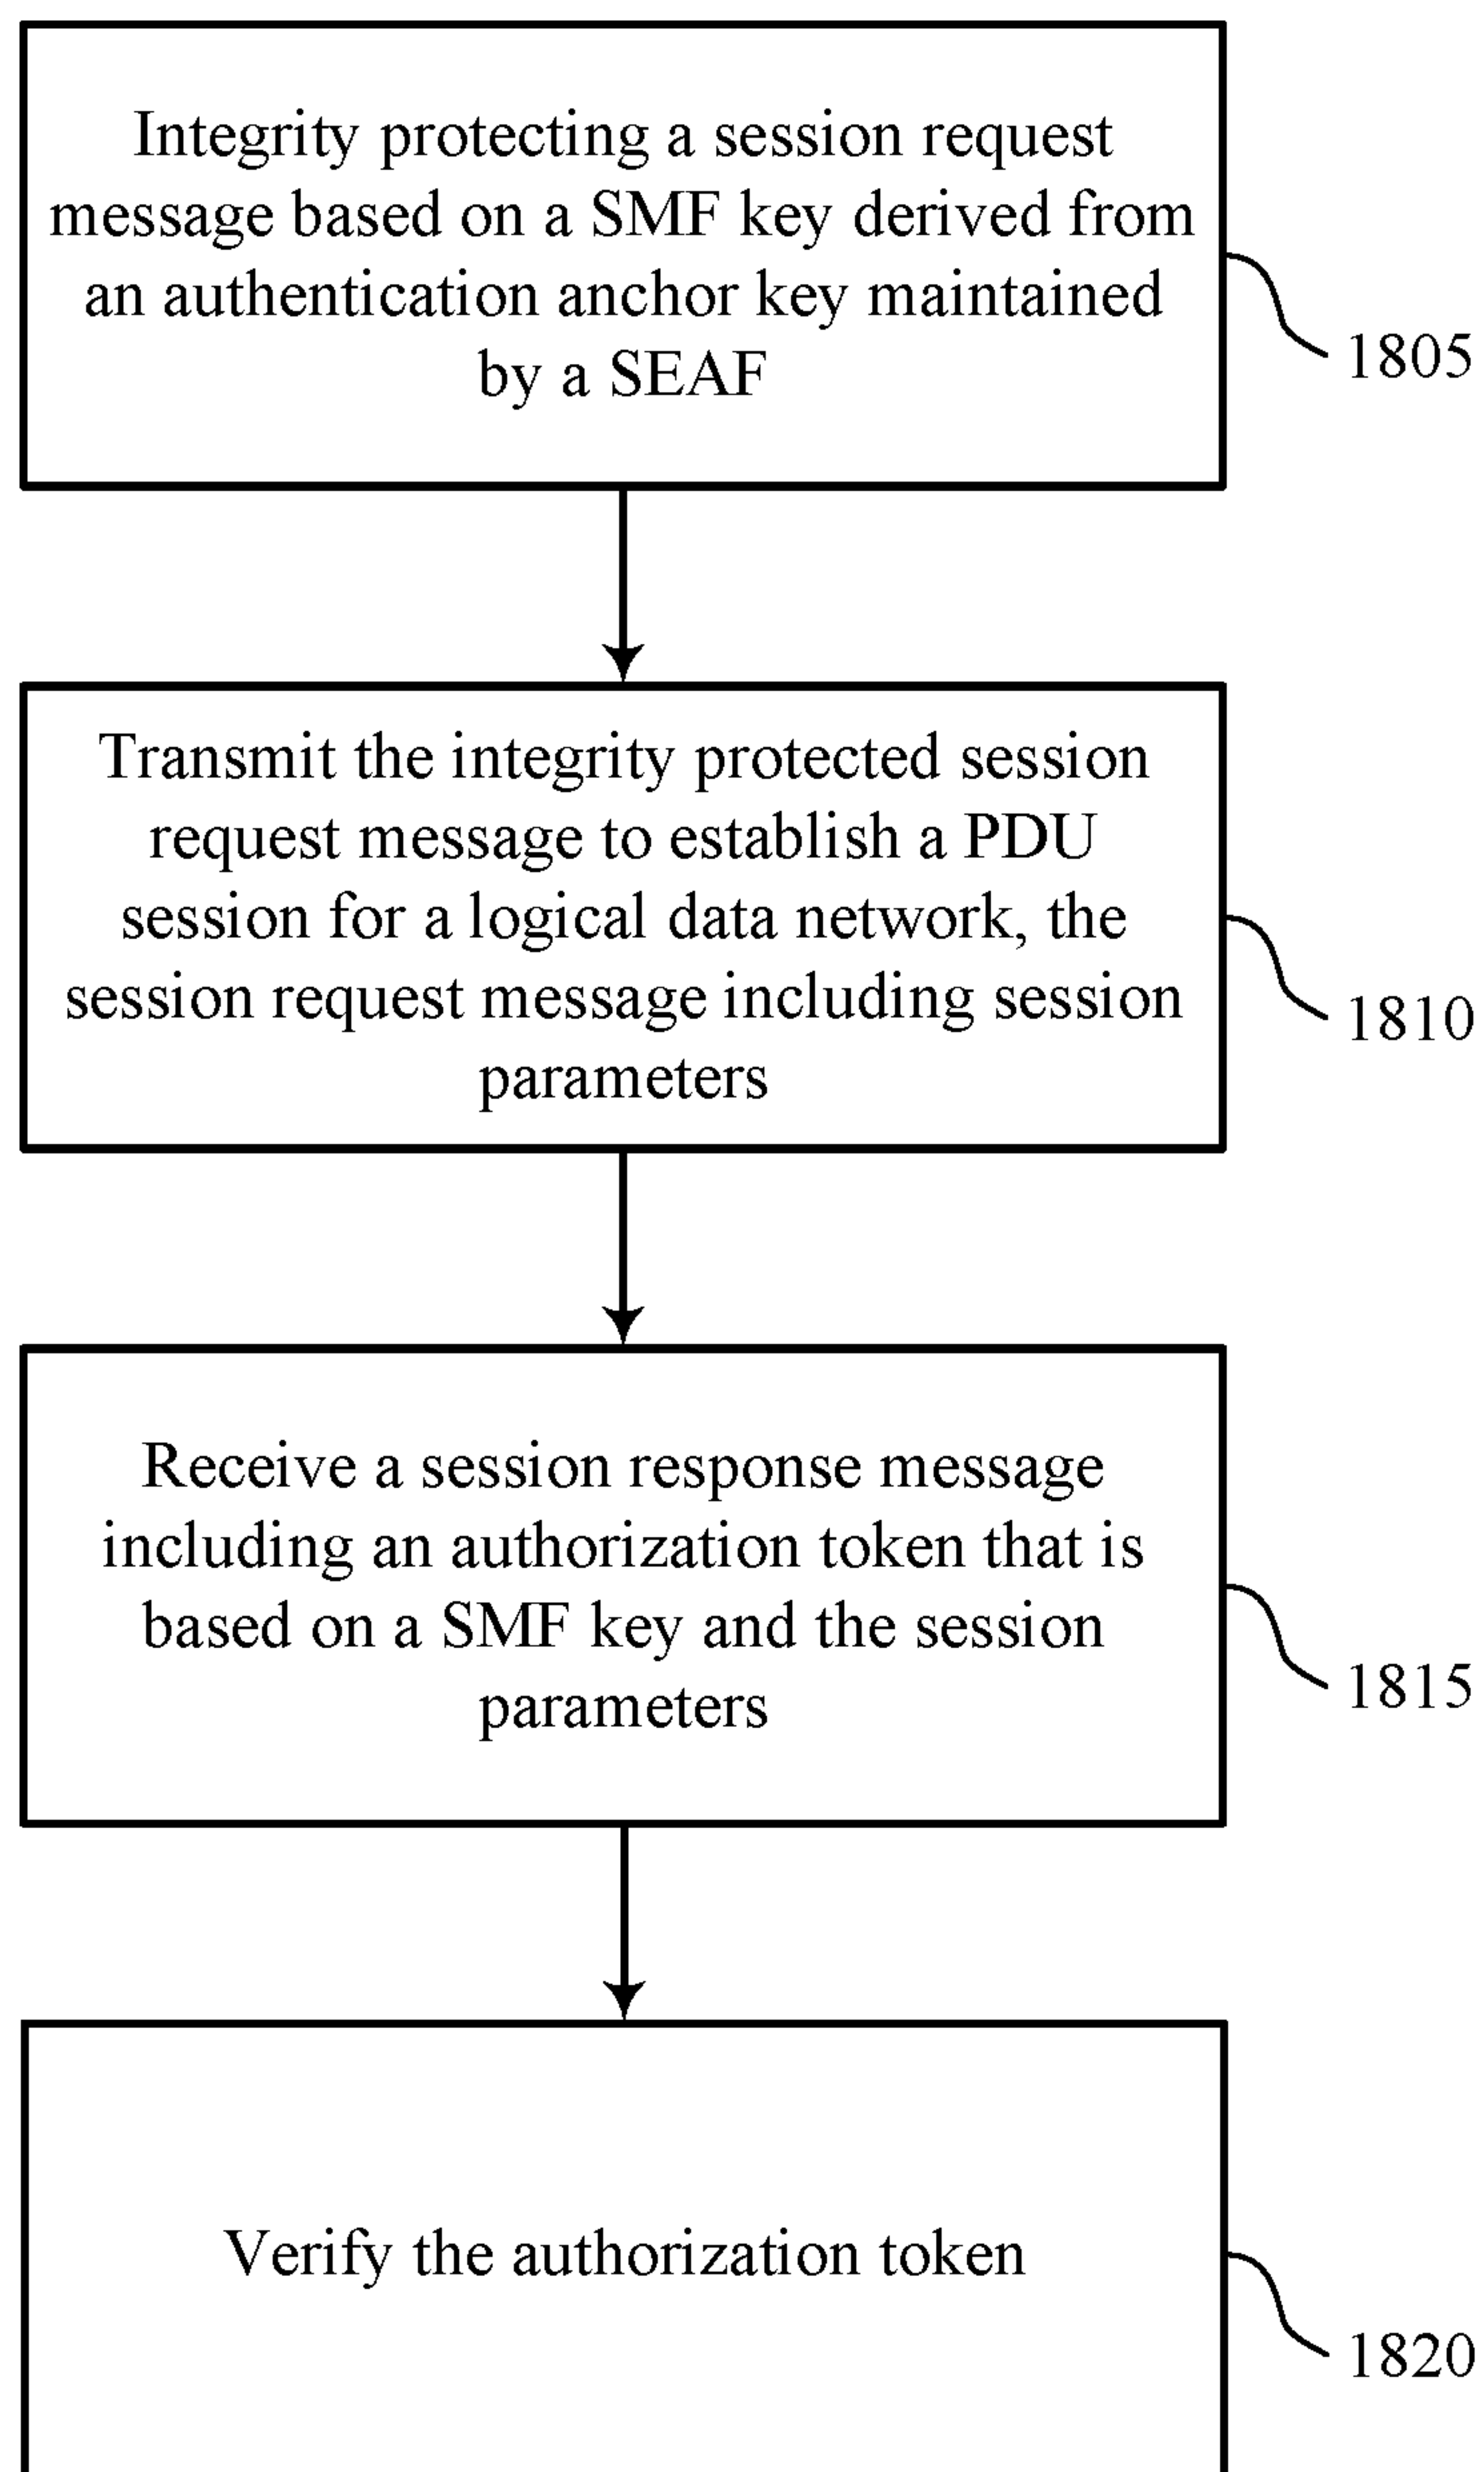 Integrity protecting a session request
message based on a SMF key derived from
an authentication anchor key maintained
by a SEAF
1805
Transmit the integrity protected session
request message to establish a PDU
session for a logical data network, the
session request message including session
parameters
1810
Receive a session response message
including an authorization token that is
based on a SMF key and the session
parameters
1815
Verify the authorization token
1820